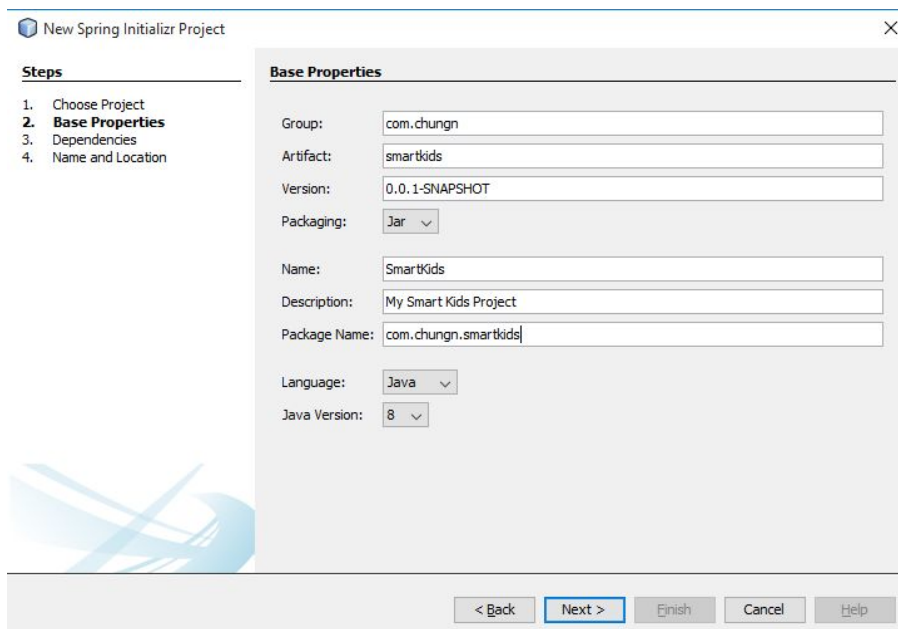 New Spring Initializr Project
Steps
1. Choose Project
2. Base Properties
3. Dependencies
4. Name and Location
Base Properties
Group: com.chungn
Artifact: smartkids
Version: 0.0.1-SNAPSHOT
Packaging: Jar
Name: SmartKids
Description: My Smart Kids Project
Package Name: com.chungn.smartkids
Language: Java
Java Version: 8
< Back Next > Finish Cancel Help